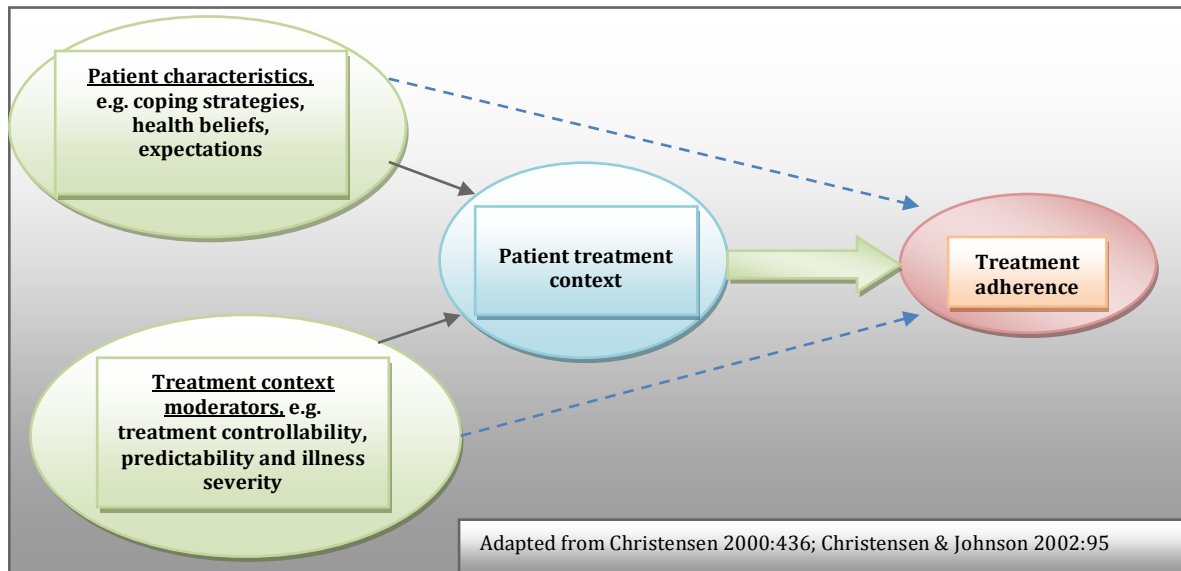 Patient characteristics,
e.g. coping strategies,
health beliefs,
expectations
Patient treatment
context
Treatment
adherence
Treatment context
moderators, e.g.
treatment controllability,
predictability and illness
severity
Adapted from Christensen 2000:436; Christensen & Johnson 2002:95